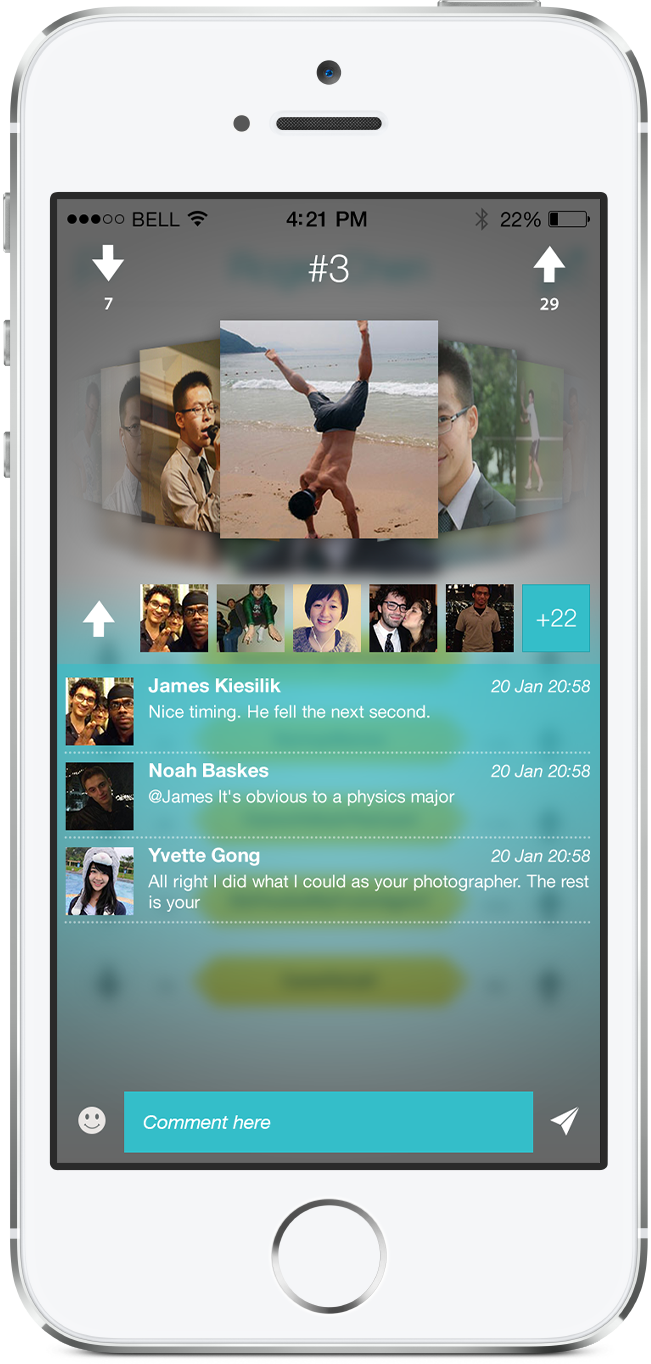 BELL 4:21 PM 22%
#3
7 29
+22
James Kiesilik 20 Jan 20:58
Nice timing. He fell the next second.
Noah Baskes 20 Jan 20:58
@James It's obvious to a physics major
Yvette Gong 20 Jan 20:58
All right I did what I could as your photographer. The rest
is your
Comment here